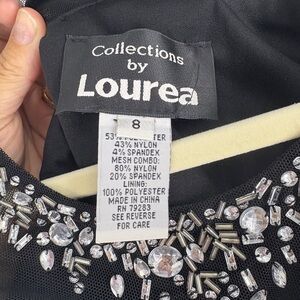 Collections
by
Lourea
8
43% NYLON
4% SPANDEX
MESH COMBO:
80% NYLON
20% SPANDEX
LINING:
100% POLYESTER
MADE IN CHINA
RN 79283
SEE REVERSE
FOR CARE